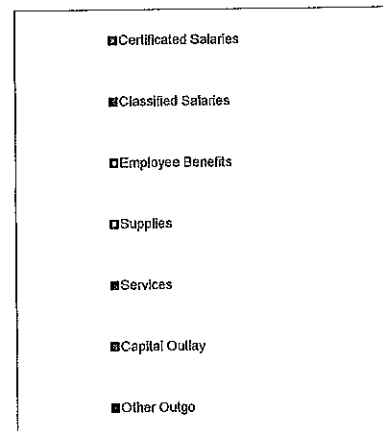 Certificated Salaries
Classified Salaries
Employee Benefits
Supplies
Services
Capital Outlay
Other Outgo